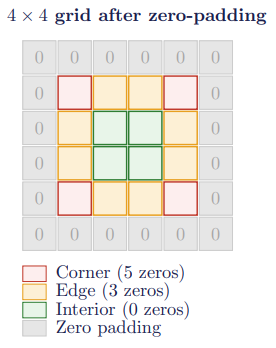 4 × 4 grid after zero-padding
0 0 0 0 0 0
0 0
0 0
0 0
0 0
0 0 0 0 0 0
Corner (5 zeros)
Edge (3 zeros)
Interior (0 zeros)
Zero padding